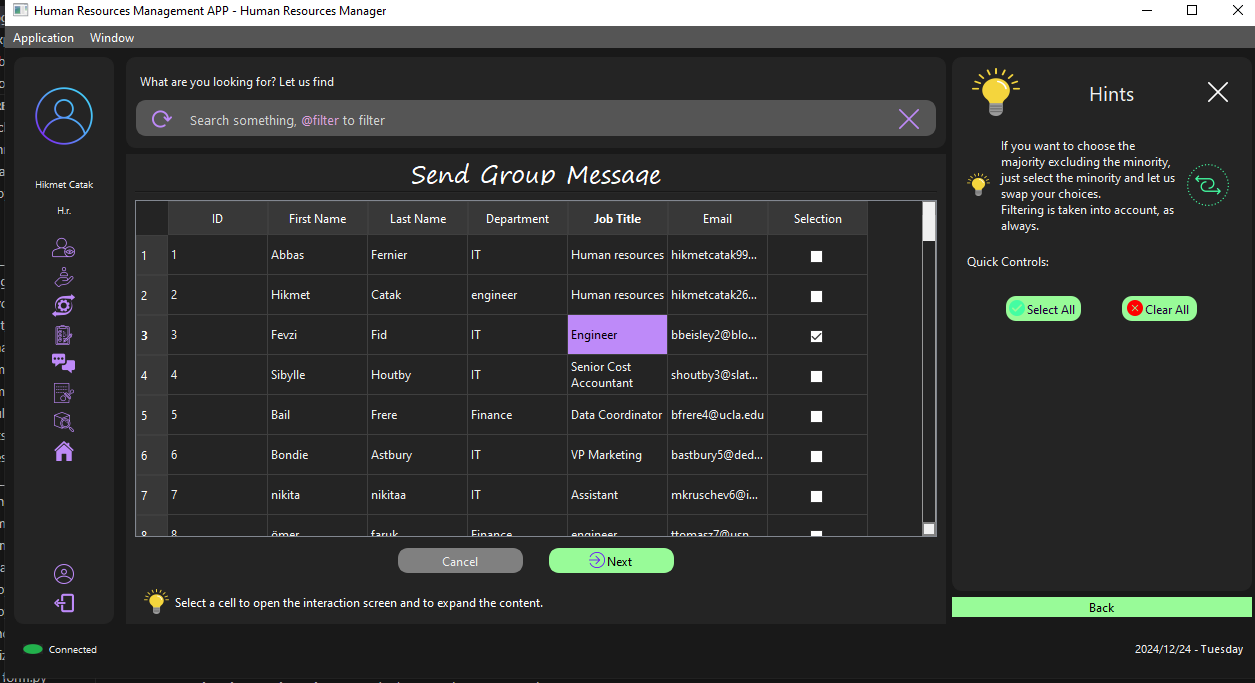 Human Resources Management APP - Human Resources Manager
Application Window
Hikmet Catak
H.r.
What are you looking for? Let us find
Search something, @filter to filter
Send Group Message
ID First Name Last Name Department Job Title Email Selection
1 1 Abbas Fernier IT Human resources hikmetcatak99...
2 2 Hikmet Catak engineer Human resources hikmetcatak26...
3 3 Fevzi Fid IT Engineer bbeisley2@blo...
4 4 Sibylle Houtby IT Senior Cost Accountant shoutby3@slat...
5 5 Bail Frere Finance Data Coordinator bfrere4@ucla.edu
6 6 Bondie Astbury IT VP Marketing bastbury5@ded...
7 7 nikita nikitaa IT Assistant mkruschev6@i...
8 8 ömer faruk Finance engineer ttomasz7@usn...
Cancel Next
Select a cell to open the interaction screen and to expand the content.
Hints
If you want to choose the
majority excluding the minority,
just select the minority and let us
swap your choices.
Filtering is taken into account, as
always.
Quick Controls:
Select All Clear All
Back
Connected
2024/12/24 - Tuesday